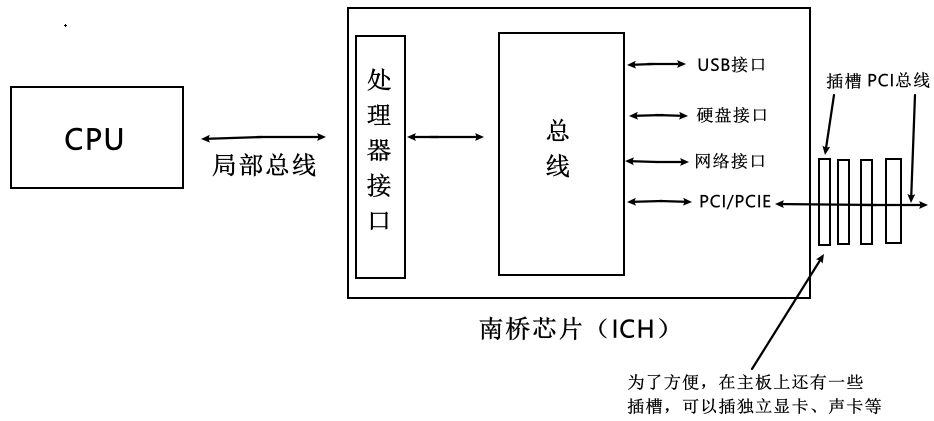 CPU
局部总线
处理器接口
总线
USB接口
硬盘接口
网络接口
PCI/PCIE
插槽 PCI总线
南桥芯片（ICH）
为了方便，在主板上还有一些
插槽，可以插独立显卡、声卡等